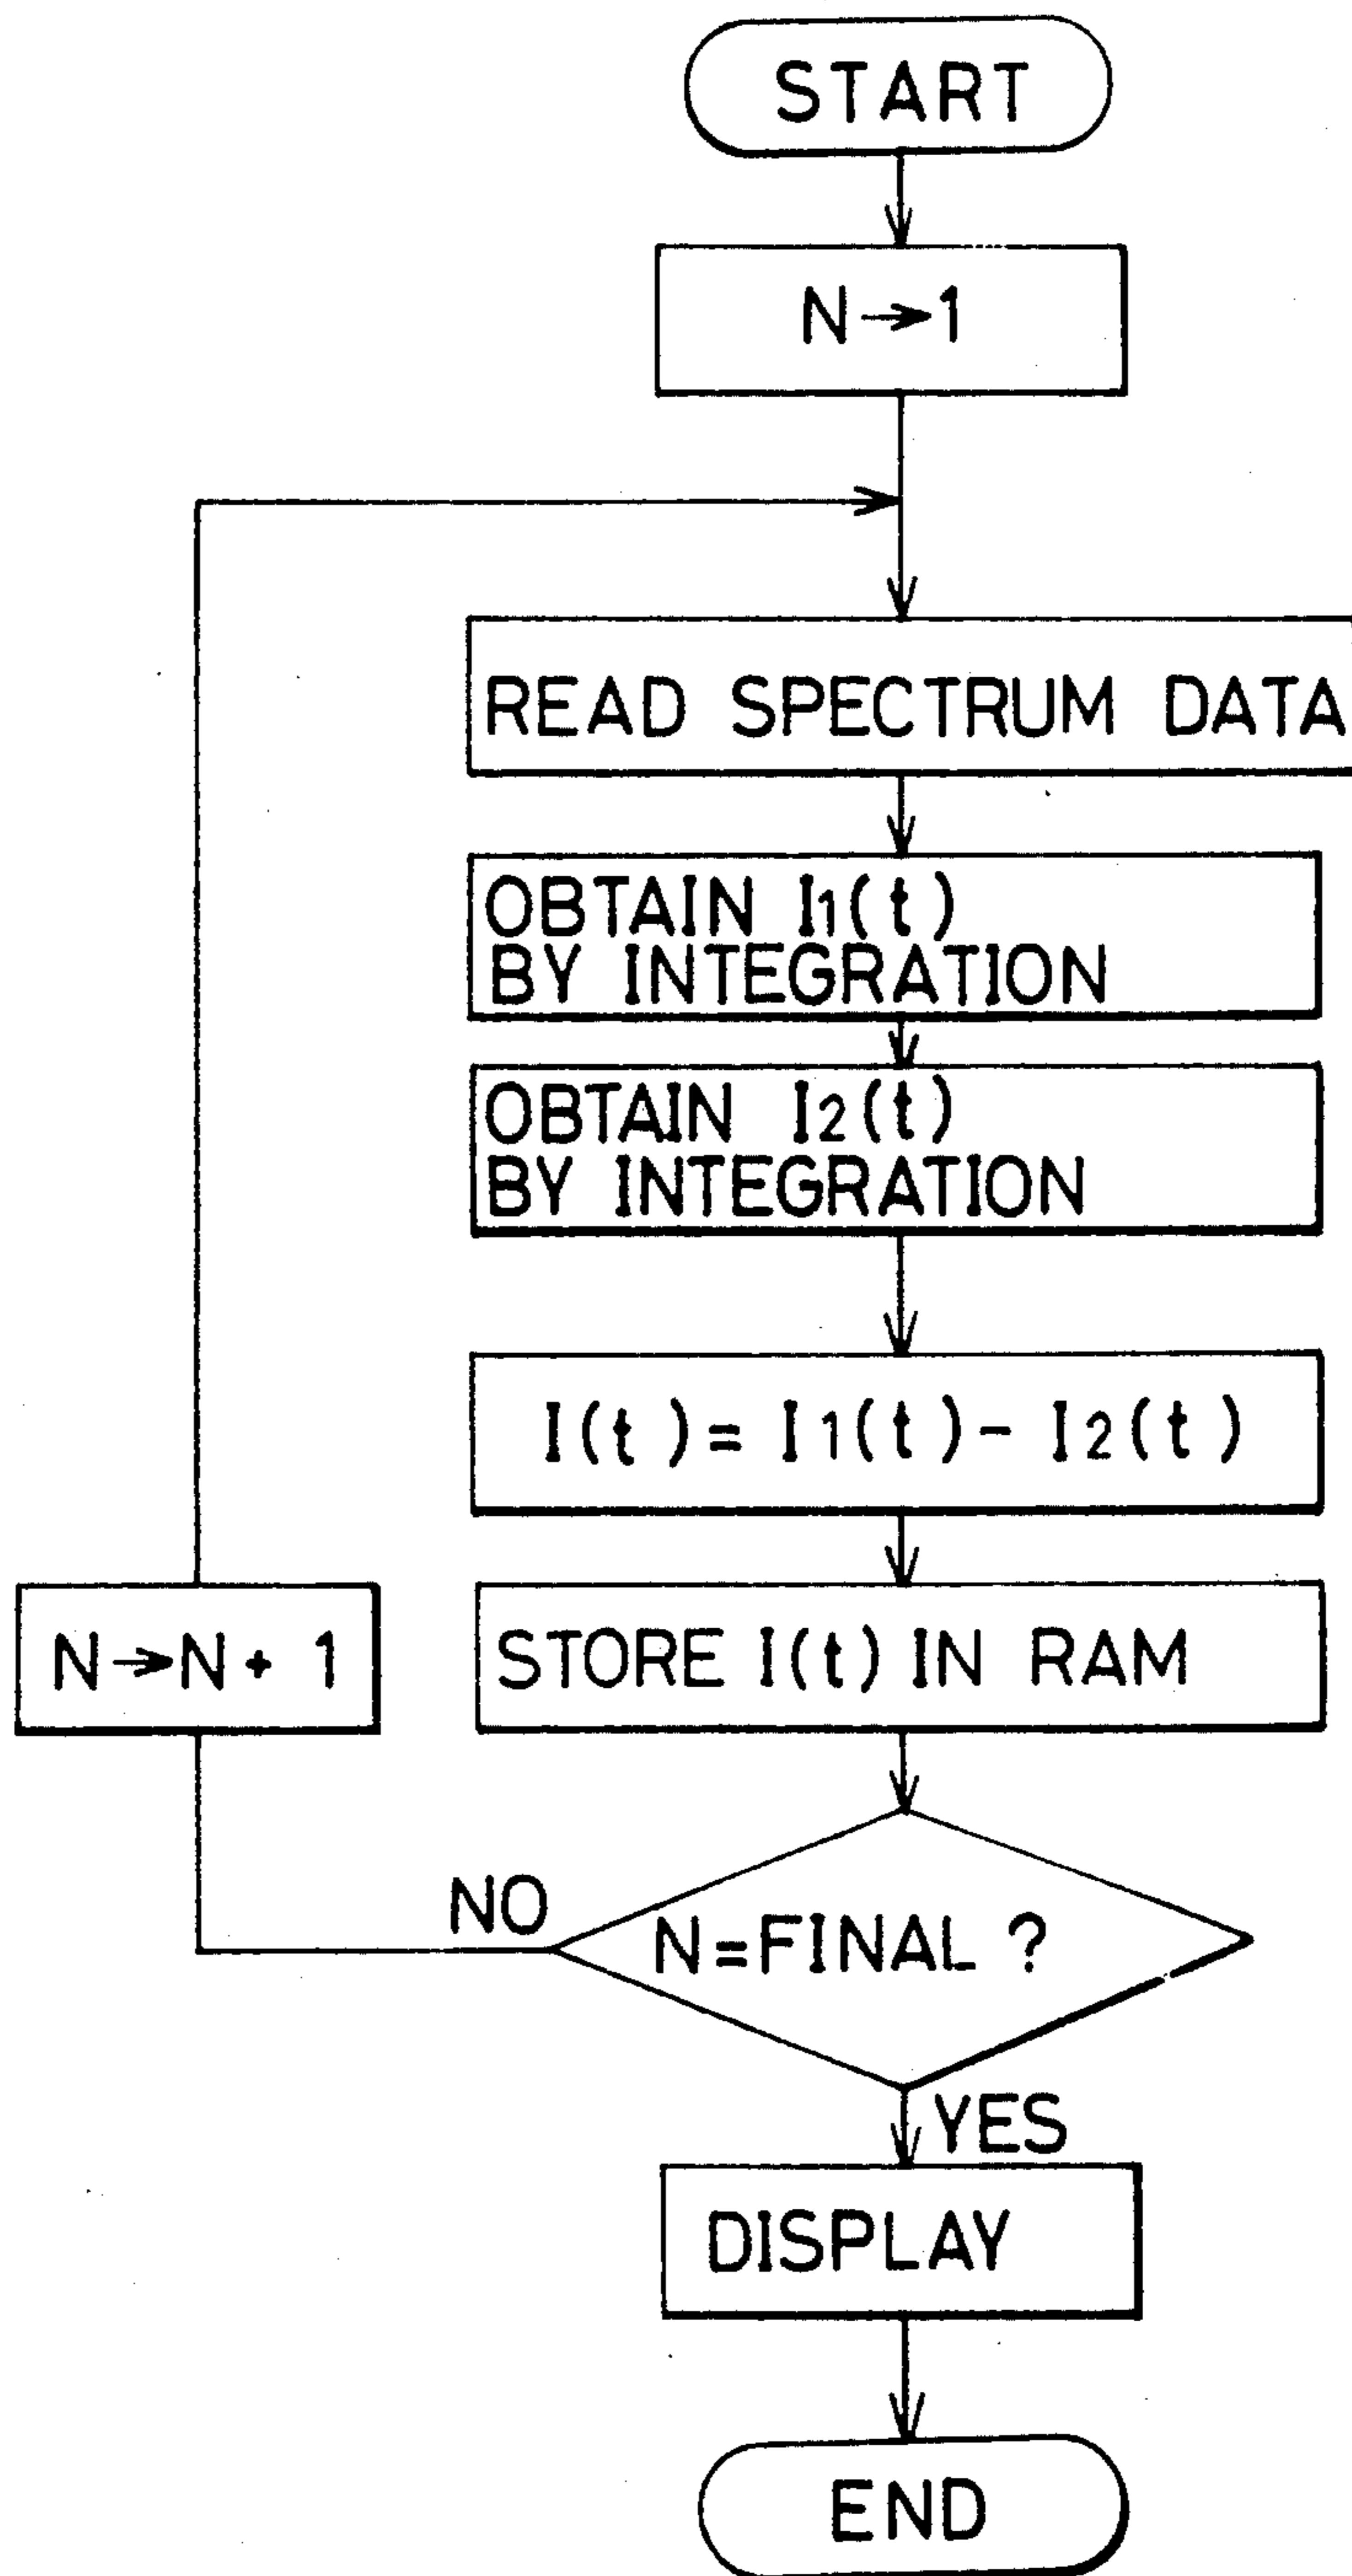 START
N→1
READ SPECTRUM DATA
OBTAIN I1(t)
BY INTEGRATION
OBTAIN I2(t)
BY INTEGRATION
I(t) = I1(t) - I2(t)
STORE I(t) IN RAM
N→N + 1
NO
N=FINAL ?
YES
DISPLAY
END